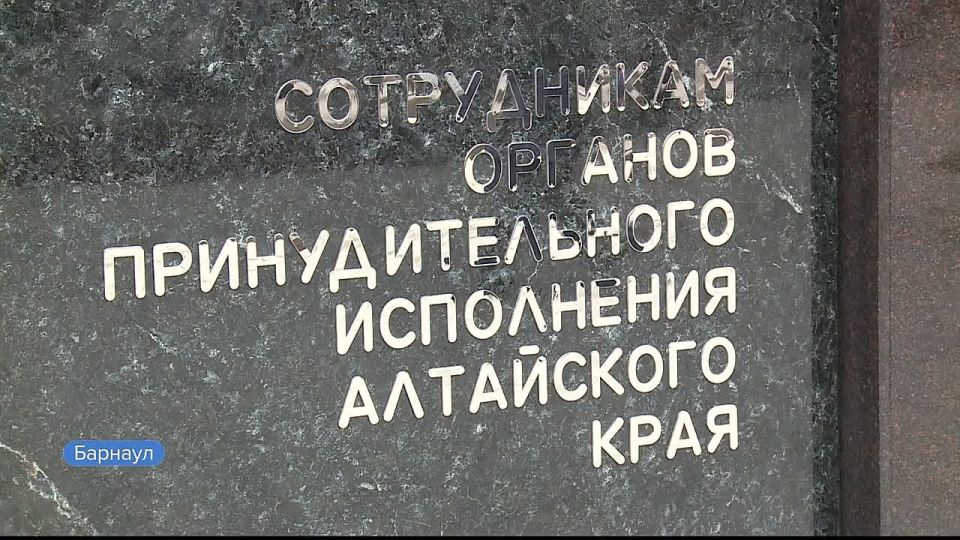 СОТРУДНИКАМ
ОРГАНОВ
ПРИНУДИТЕЛЬНОГО
ИСПОЛНЕНИЯ
АЛТАЙСКОГО
КРАЯ
Барнаул